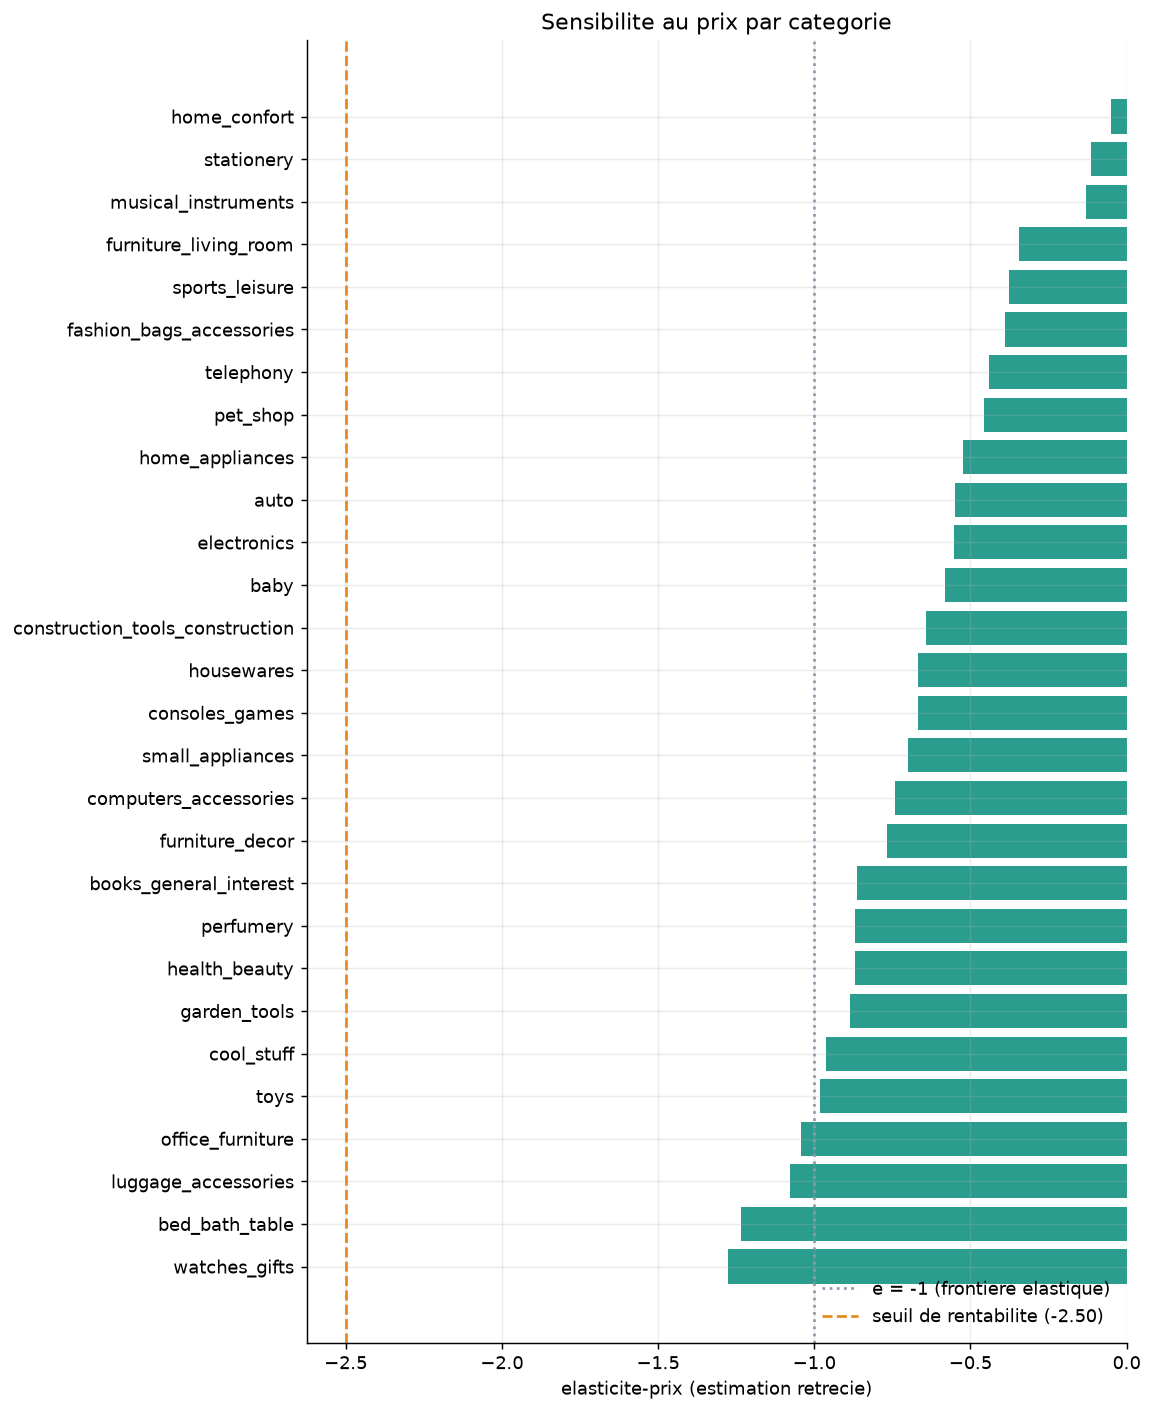 Sensibilite au prix par categorie
home_confort
stationery
musical_instruments
furniture_living_room
sports_leisure
fashion_bags_accessories
telephony
pet_shop
home_appliances
auto
electronics
baby
construction_tools_construction
housewares
consoles_games
small_appliances
computers_accessories
furniture_decor
books_general_interest
perfumery
health_beauty
garden_tools
cool_stuff
toys
office_furniture
luggage_accessories
bed_bath_table
watches_gifts
e = -1 (frontiere elastique)
seuil de rentabilite (-2.50)
−2.5 −2.0 −1.5 −1.0 −0.5 0.0
elasticite-prix (estimation retrecie)